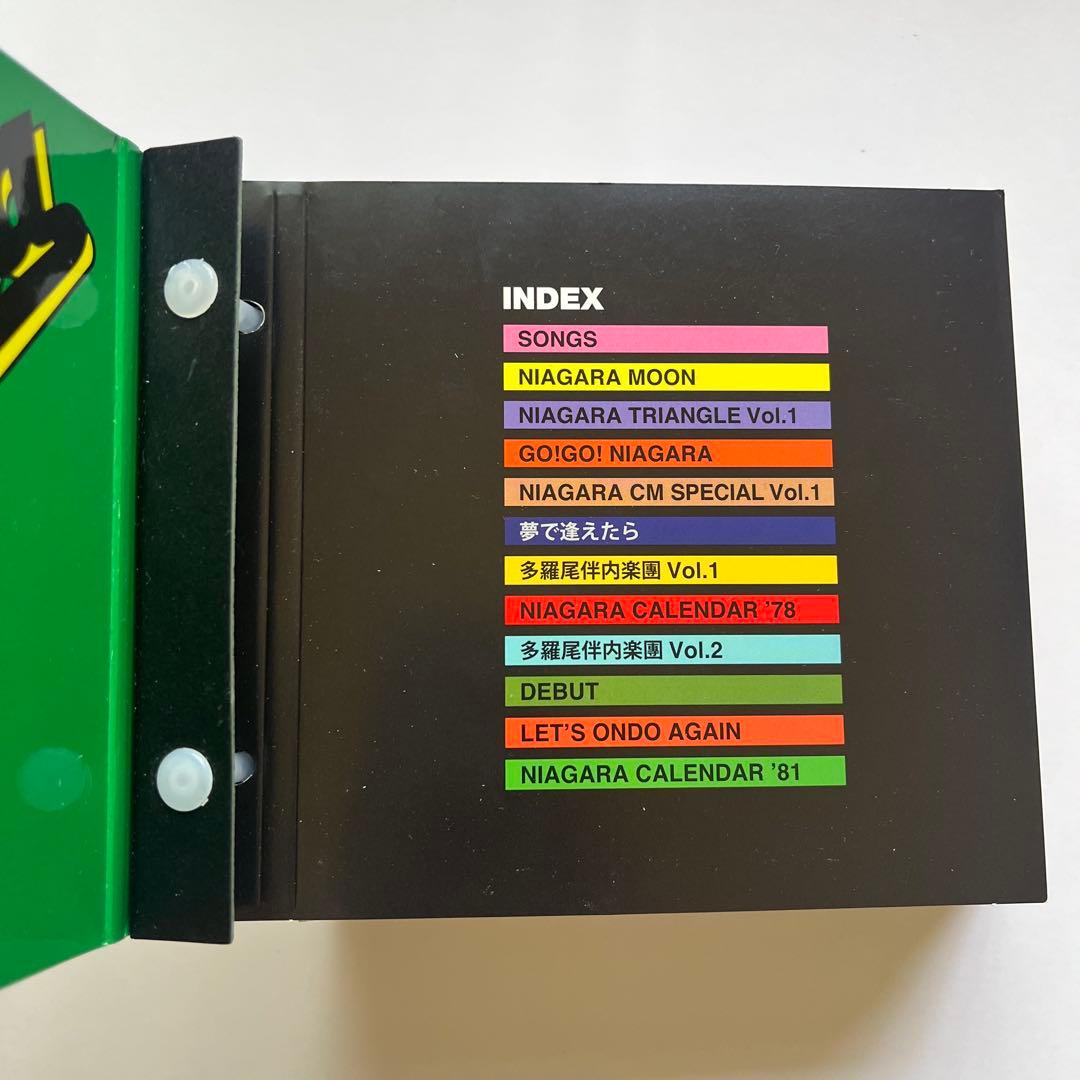 INDEX
SONGS
NIAGARA MOON
NIAGARA TRIANGLE Vol.1
GO!GO! NIAGARA
NIAGARA CM SPECIAL Vol.1
夢で逢えたら
多羅尾伴内楽團 Vol.1
NIAGARA CALENDAR ’78
多羅尾伴内楽團 Vol.2
DEBUT
LET’S ONDO AGAIN
NIAGARA CALENDAR ’81